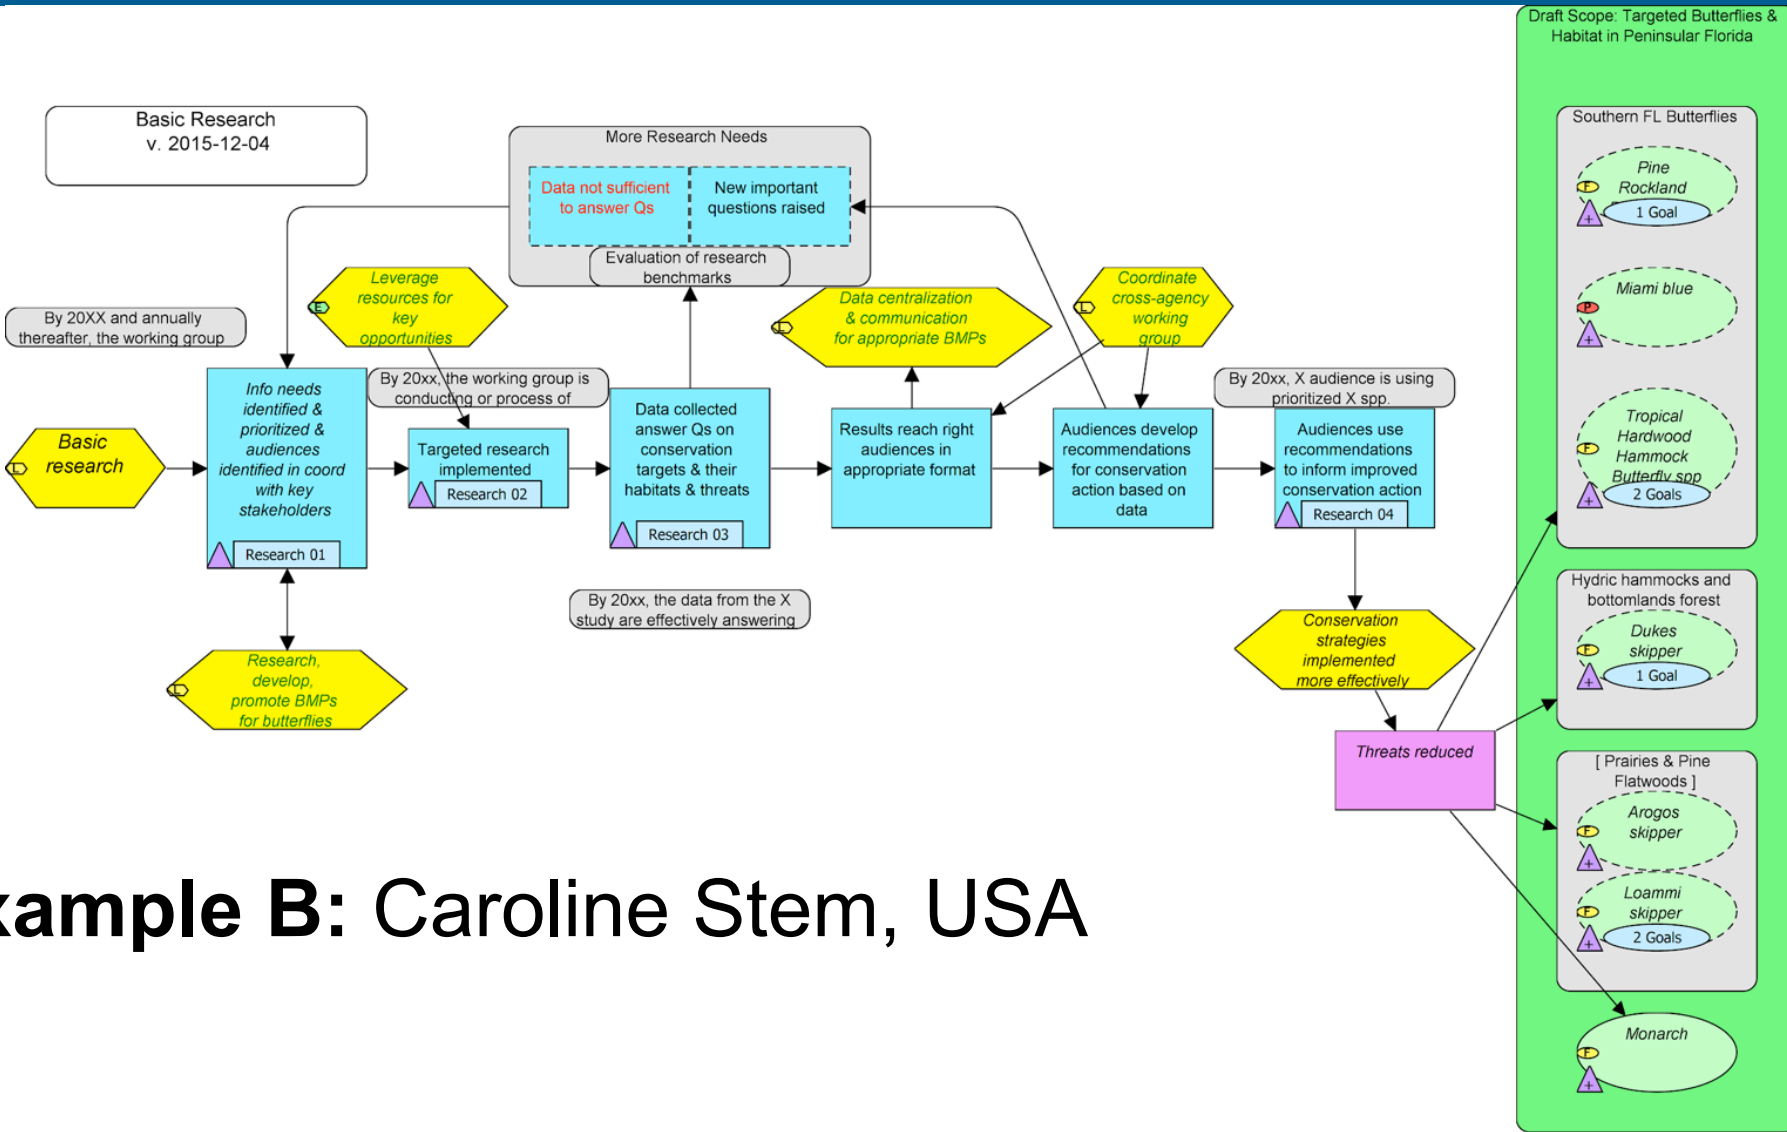 Draft Scope: Targeted Butterflies &
Habitat in Peninsular Florida
Basic Research
v. 2015-12-04
More Research Needs
Data not sufficient
to answer Qs
New important
questions raised
Evaluation of research
benchmarks
Leverage
resources for
key
opportunities
Data centralization
& communication
for appropriate BMPs
Coordinate
cross-agency
working
group
By 20XX and annually
thereafter, the working group
By 20xx, the working group is
conducting or process of
By 20xx, X audience is using
prioritized X spp.
Basic
research
Info needs
identified &
prioritized &
audiences
identified in coord
with key
stakeholders
Research 01
Targeted research
implemented
Research 02
Data collected
answer Qs on
conservation
targets & their
habitats & threats
Research 03
Results reach right
audiences in
appropriate format
Audiences develop
recommendations
for conservation
action based on
data
Audiences use
recommendations
to inform improved
conservation action
Research 04
By 20xx, the data from the X
study are effectively answering
Research,
develop,
promote BMPs
for butterflies
Conservation
strategies
implemented
more effectively
Threats reduced
Southern FL Butterflies
Pine
Rockland
F
1 Goal
+
Miami blue
P
+
Tropical
Hardwood
Hammock
Butterfly spp
F
2 Goals
+
Hydric hammocks and
bottomlands forest
Dukes
skipper
F
1 Goal
+
[ Prairies & Pine
Flatwoods ]
Arogos
skipper
F
+
Loammi
skipper
F
2 Goals
+
Monarch
F
+
L
E
L
L
L
xample B: Caroline Stem, USA